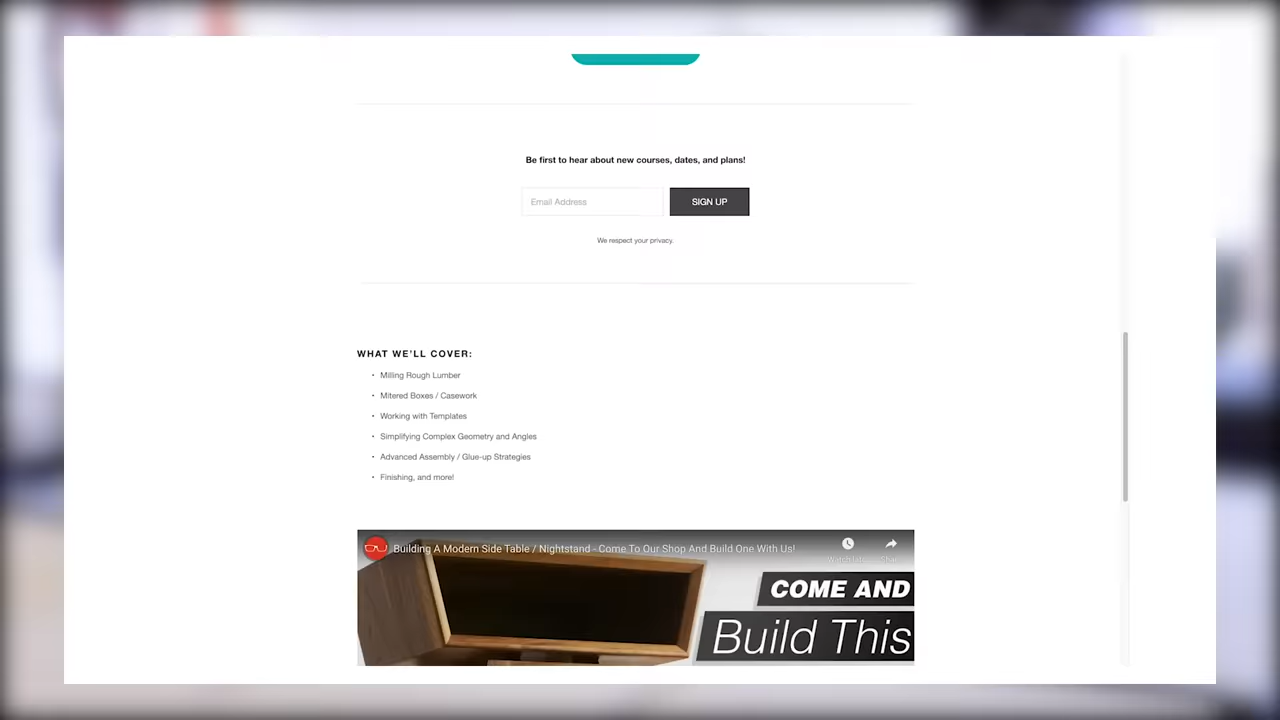 Be first to hear about new courses, dates, and plans!
Email Address
SIGN UP
We respect your privacy.
WHAT WE'LL COVER:
• Milling Rough Lumber
• Mitered Boxes / Casework
• Working with Templates
• Simplifying Complex Geometry and Angles
• Advanced Assembly / Glue-up Strategies
• Finishing, and more!
Building A Modern Side Table / Nightstand - Come To Our Shop And Build One With Us!
COME AND
Build This